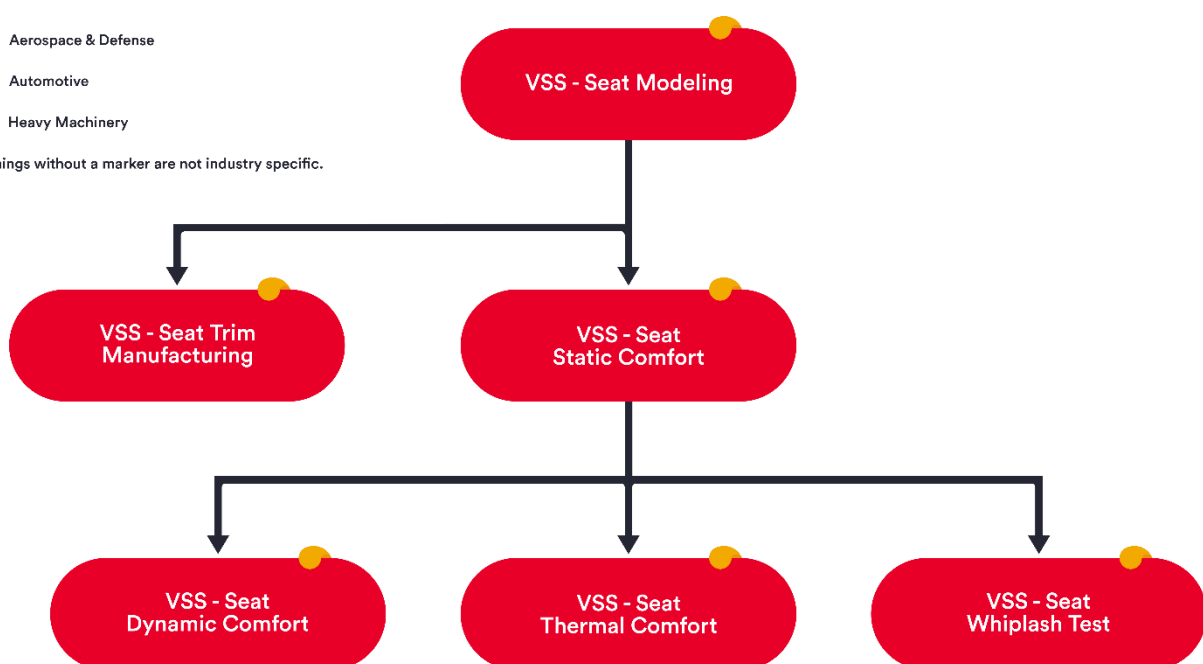 Aerospace & Defense
Automotive
Heavy Machinery
without a marker are not industry specific.
VSS - Seat Modeling
VSS - Seat Trim
Manufacturing
VSS - Seat
Static Comfort
VSS - Seat
Dynamic Comfort
VSS - Seat
Thermal Comfort
VSS - Seat
Whiplash Test